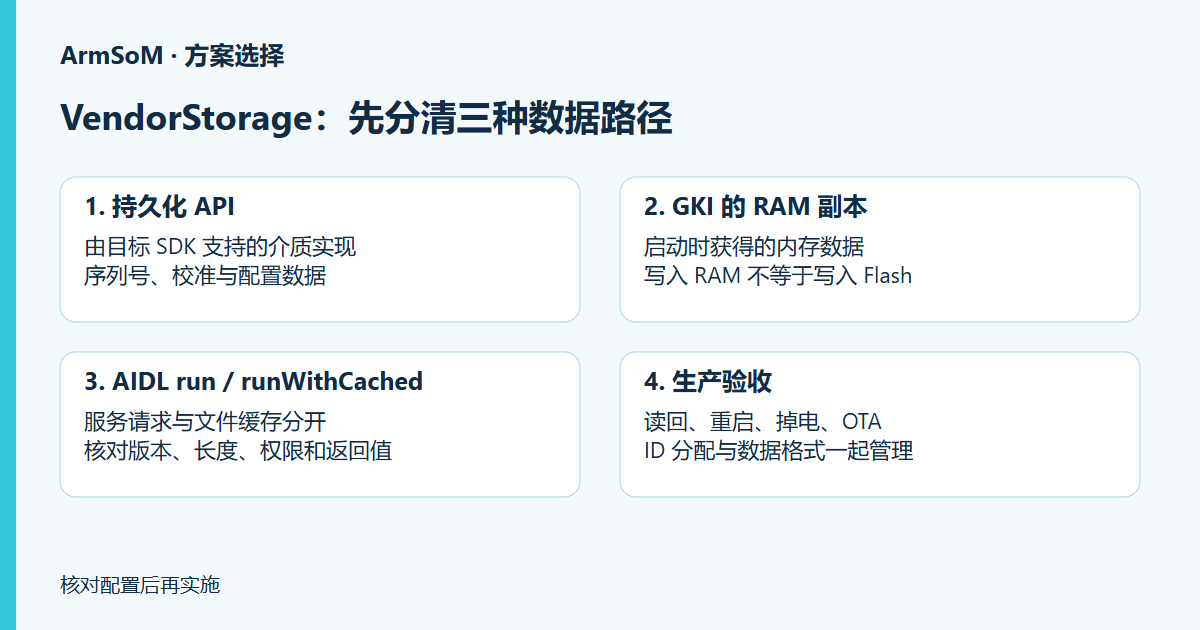 ArmSoM · 方案选择
VendorStorage：先分清三种数据路径
1. 持久化 API
由目标 SDK 支持的介质实现
序列号、校准与配置数据
2. GKI 的 RAM 副本
启动时获得的内存数据
写入 RAM 不等于写入 Flash
3. AIDL run / runWithCached
服务请求与文件缓存分开
核对版本、长度、权限和返回值
4. 生产验收
读回、重启、掉电、OTA
ID 分配与数据格式一起管理
核对配置后再实施